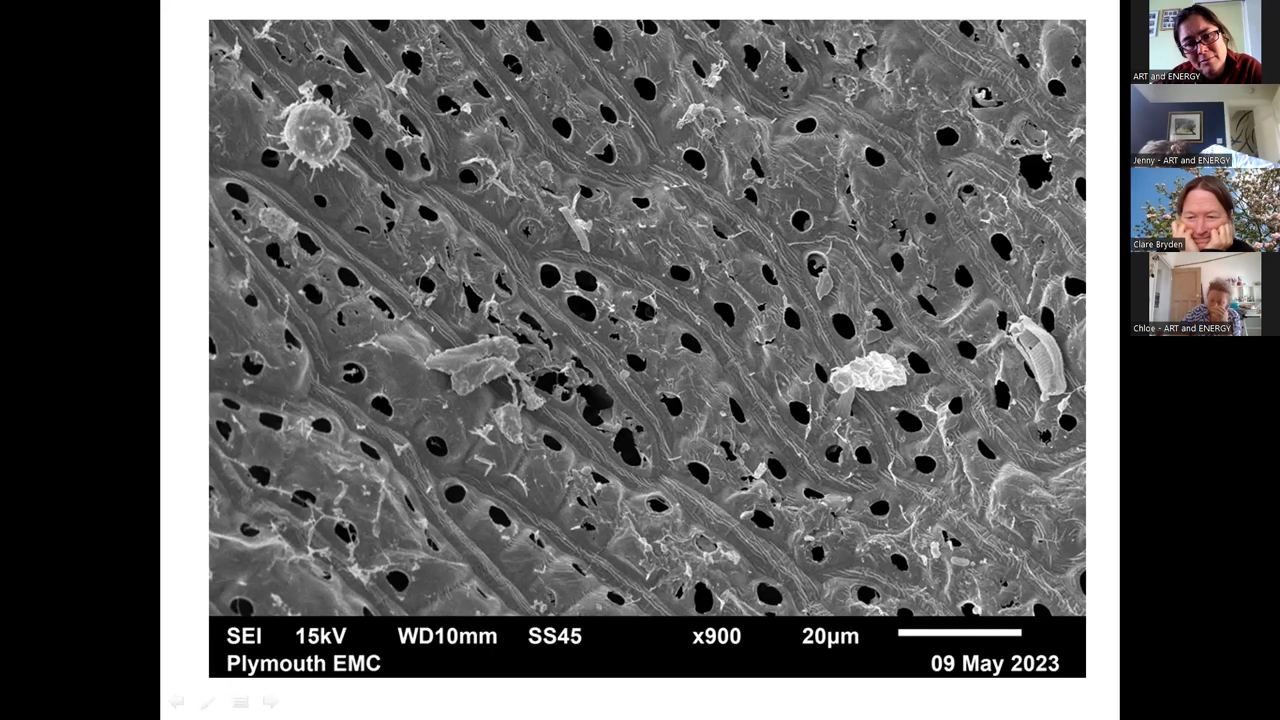 SEI 15kV WD10mm SS45 x900 20µm
Plymouth EMC 09 May 2023
ART and ENERGY
Jenny - ART and ENERGY
Clare Bryden
Chloe - ART and ENERGY